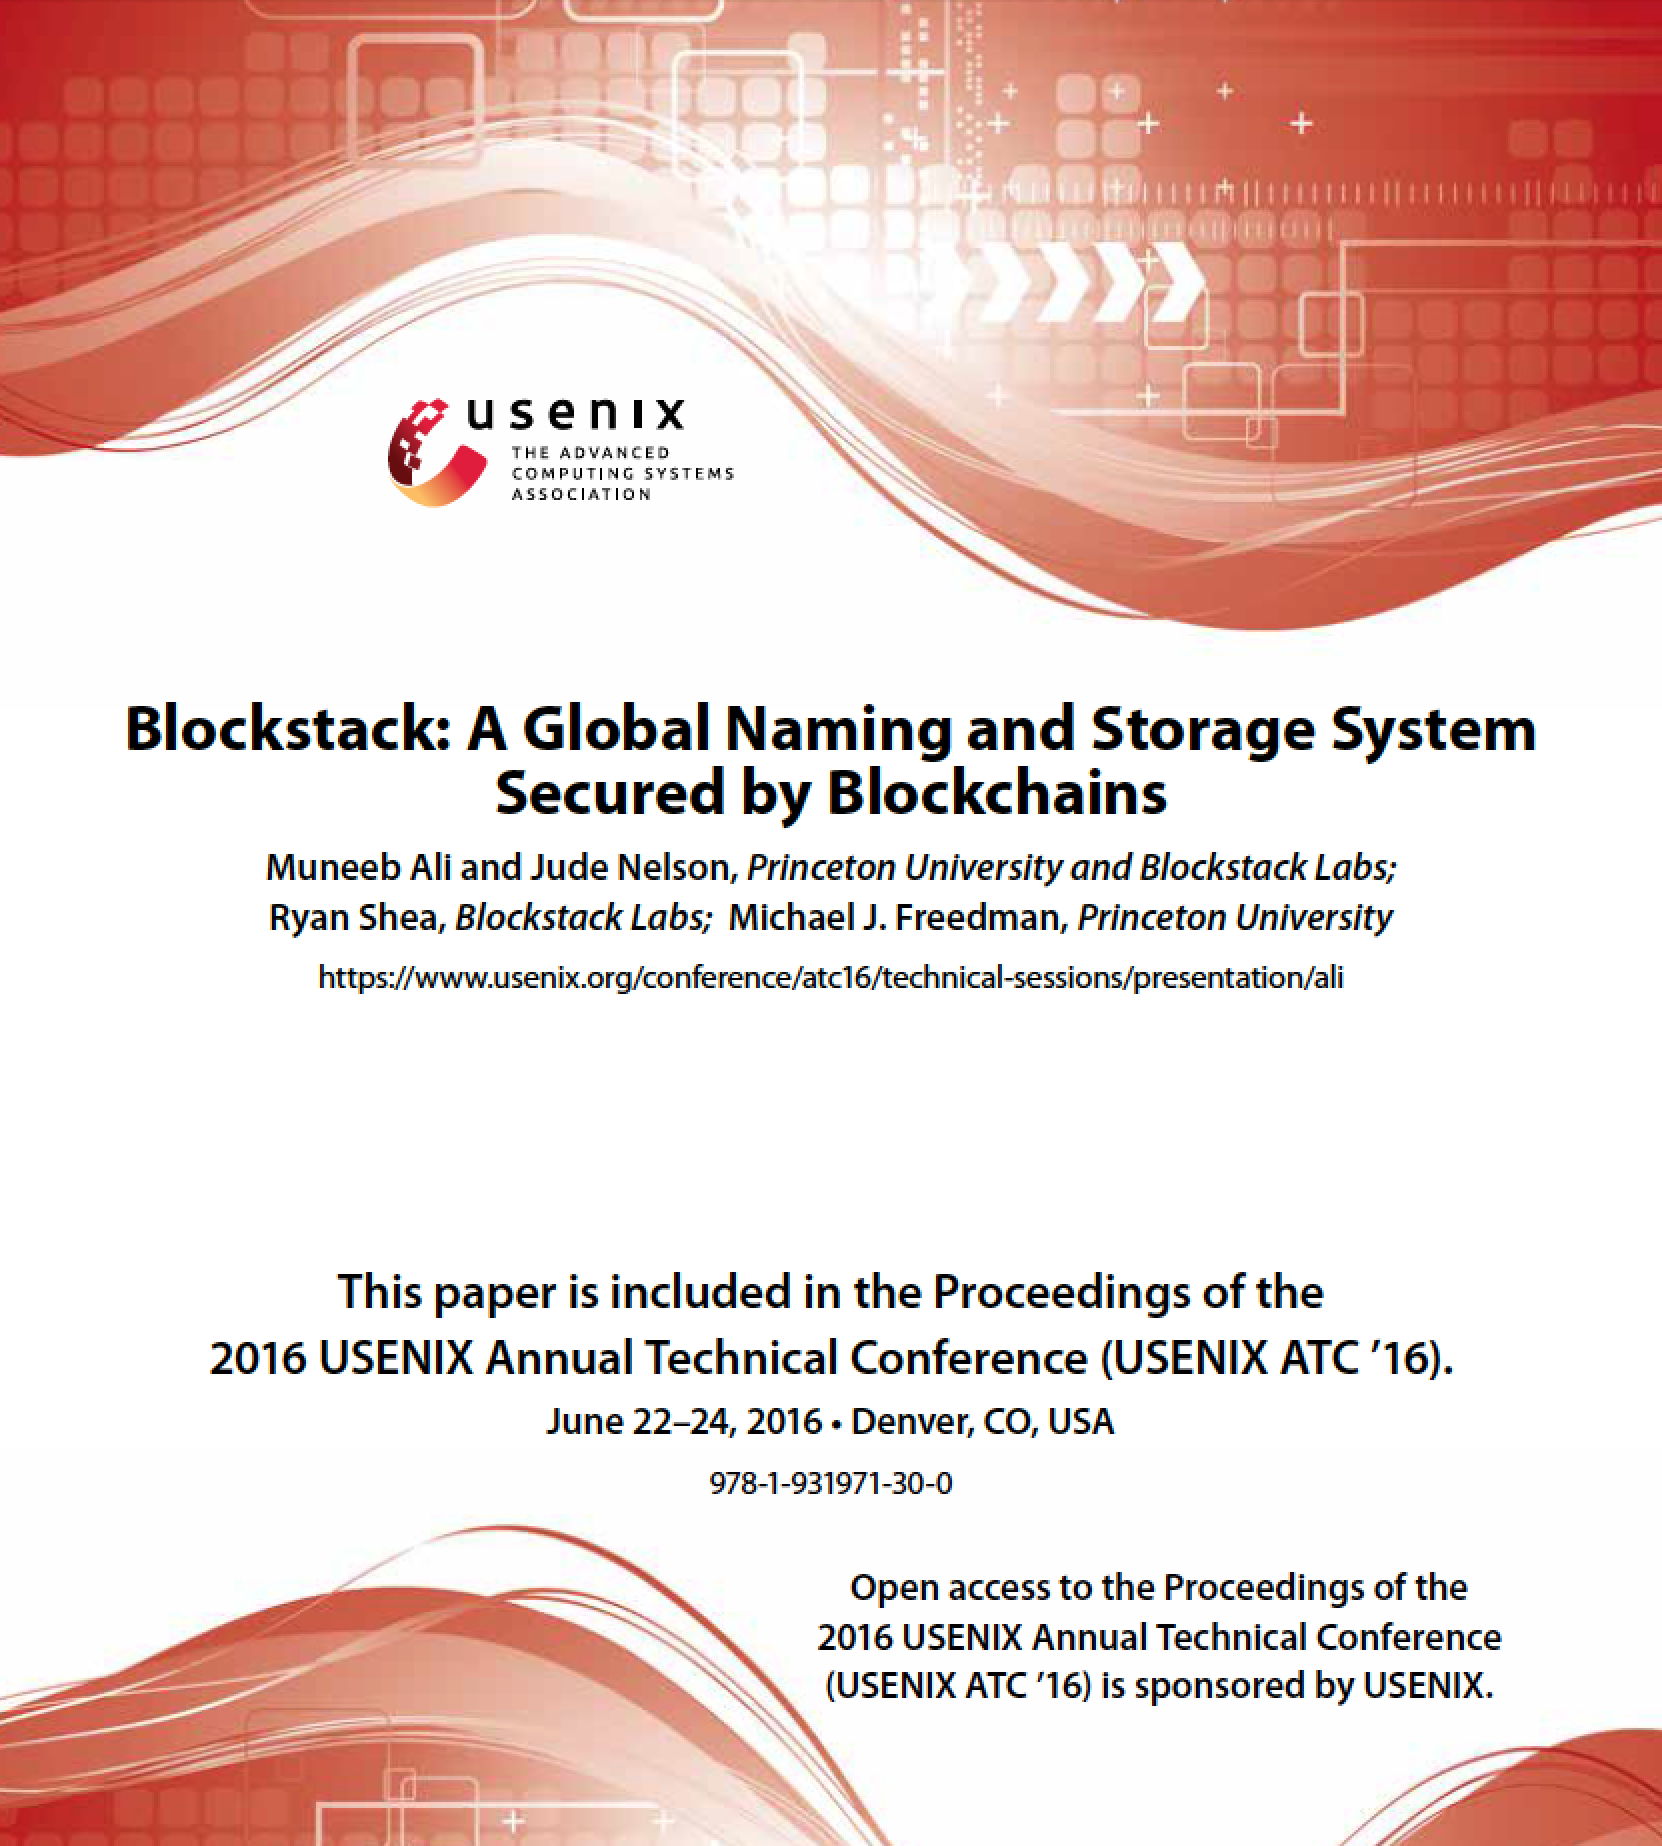 usenix
THE ADVANCED
COMPUTING SYSTEMS
ASSOCIATION
Blockstack: A Global Naming and Storage System
Secured by Blockchains
Muneeb Ali and Jude Nelson, Princeton University and Blockstack Labs;
Ryan Shea, Blockstack Labs; Michael J. Freedman, Princeton University
https://www.usenix.org/conference/atc16/technical-sessions/presentation/ali
This paper is included in the Proceedings of the
2016 USENIX Annual Technical Conference (USENIX ATC ’16).
June 22–24, 2016 • Denver, CO, USA
978-1-931971-30-0
Open access to the Proceedings of the
2016 USENIX Annual Technical Conference
(USENIX ATC ’16) is sponsored by USENIX.